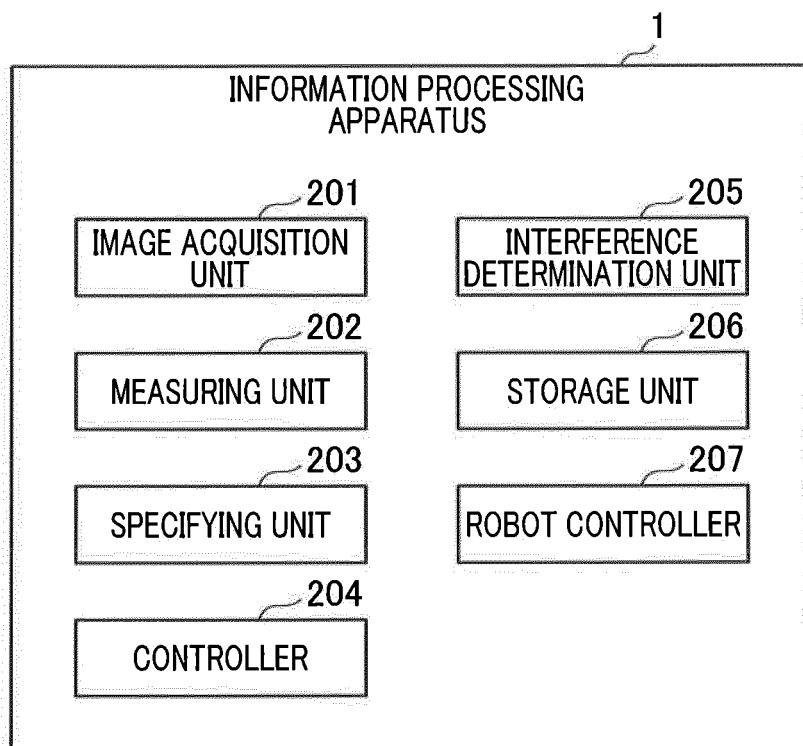 1
INFORMATION PROCESSING
APPARATUS
201
IMAGE ACQUISITION
UNIT
202
MEASURING UNIT
203
SPECIFYING UNIT
204
CONTROLLER
205
INTERFERENCE
DETERMINATION UNIT
206
STORAGE UNIT
207
ROBOT CONTROLLER